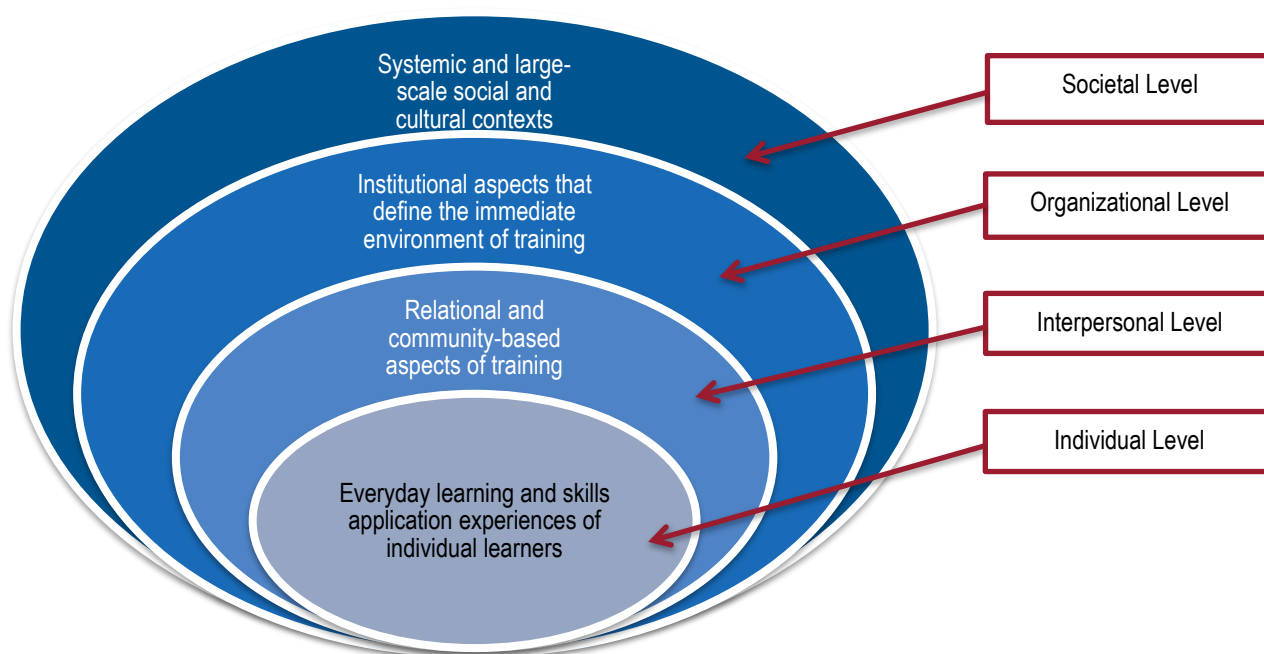 Systemic and large-
scale social and
cultural contexts
Societal Level
Institutional aspects that
define the immediate
environment of training
Organizational Level
Relational and
community-based
aspects of training
Interpersonal Level
Everyday learning and skills
application experiences of
individual learners
Individual Level